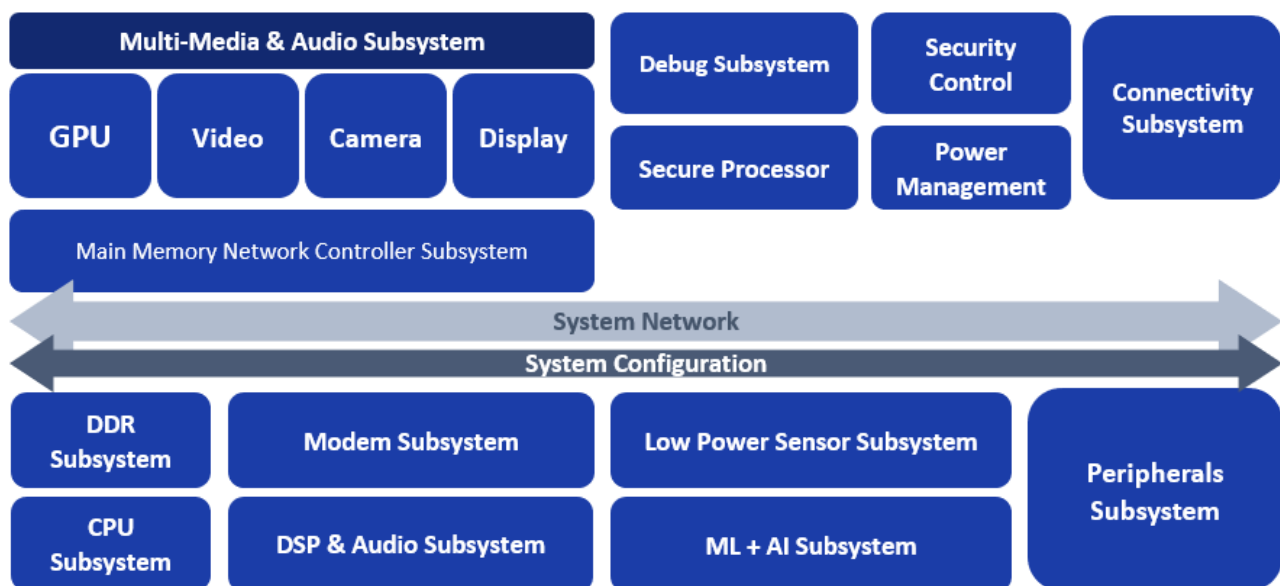 Multi-Media & Audio Subsystem
GPU
Video
Camera
Display
Main Memory Network Controller Subsystem
Debug Subsystem
Security
Control
Connectivity
Subsystem
Secure Processor
Power
Management
System Network
System Configuration
DDR
Subsystem
Modem Subsystem
Low Power Sensor Subsystem
Peripherals
Subsystem
CPU
Subsystem
DSP & Audio Subsystem
ML + AI Subsystem